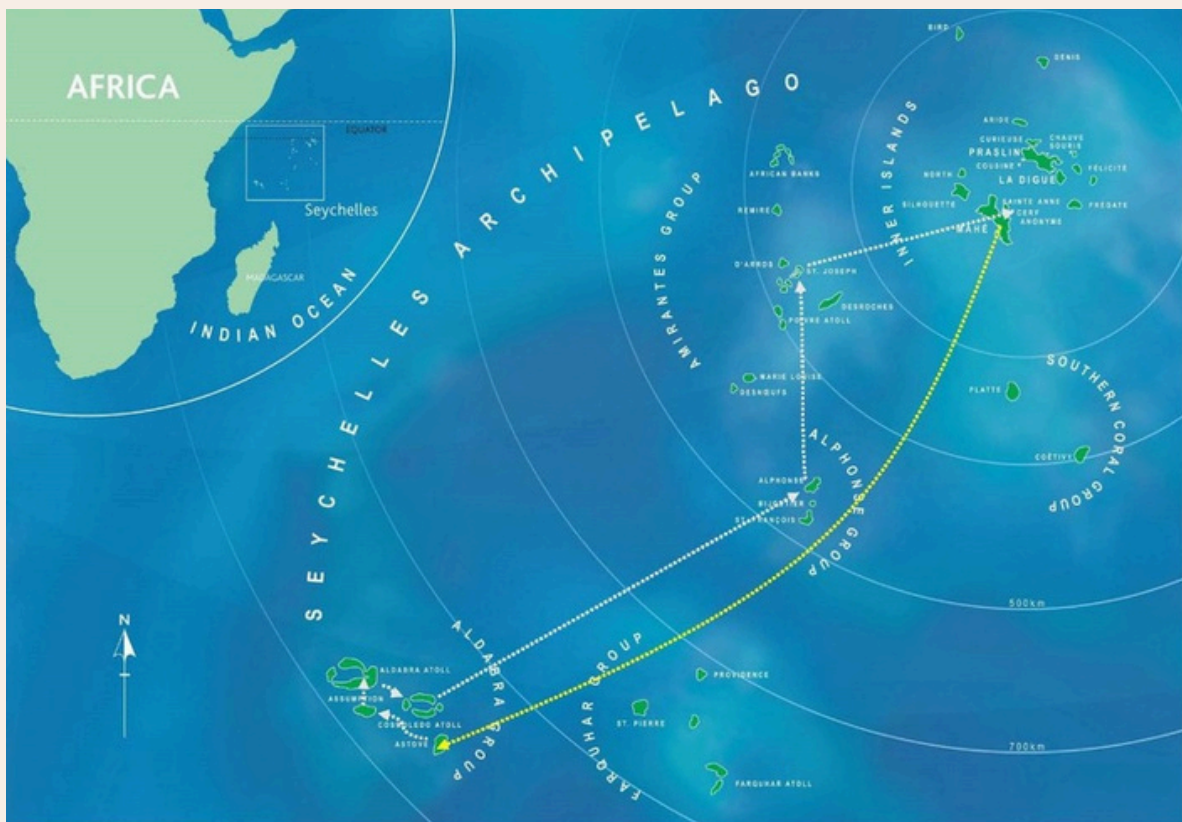 AFRICA
EQUATOR
Seychelles
MADAGASCAR
INDIAN OCEAN
SEYCHELLES ARCHIPELAGO
BIRD
DENIS
ARIDE
CURIEUSE
CHAUVE
SOURIS
PRASLIN
COUSINE
FÉLICITÉ
LA DIGUE
NORTH
SILHOUETTE
SAINTE ANNE
CERF
ANONYME
FRÉGATE
MAHÉ
INNER ISLANDS
AFRICAN BANKS
REMIRE
AMIRANTES GROUP
D'ARROS
ST. JOSEPH
DESROCHES
POIVRE ATOLL
MARIE LOUISE
DESNŒUFS
PLATTE
COËTIVY
SOUTHERN CORAL GROUP
ALPHONSE
BIJOUTIER
ST. FRANÇOIS
ALPHONSE GROUP
500km
N
ALDABRA ATOLL
ASSUMPTION
COSMOLEDO ATOLL
ASTOVE
ALDABRA GROUP
FARQUHAR GROUP
PROVIDENCE
ST. PIERRE
FARQUHAR ATOLL
700km